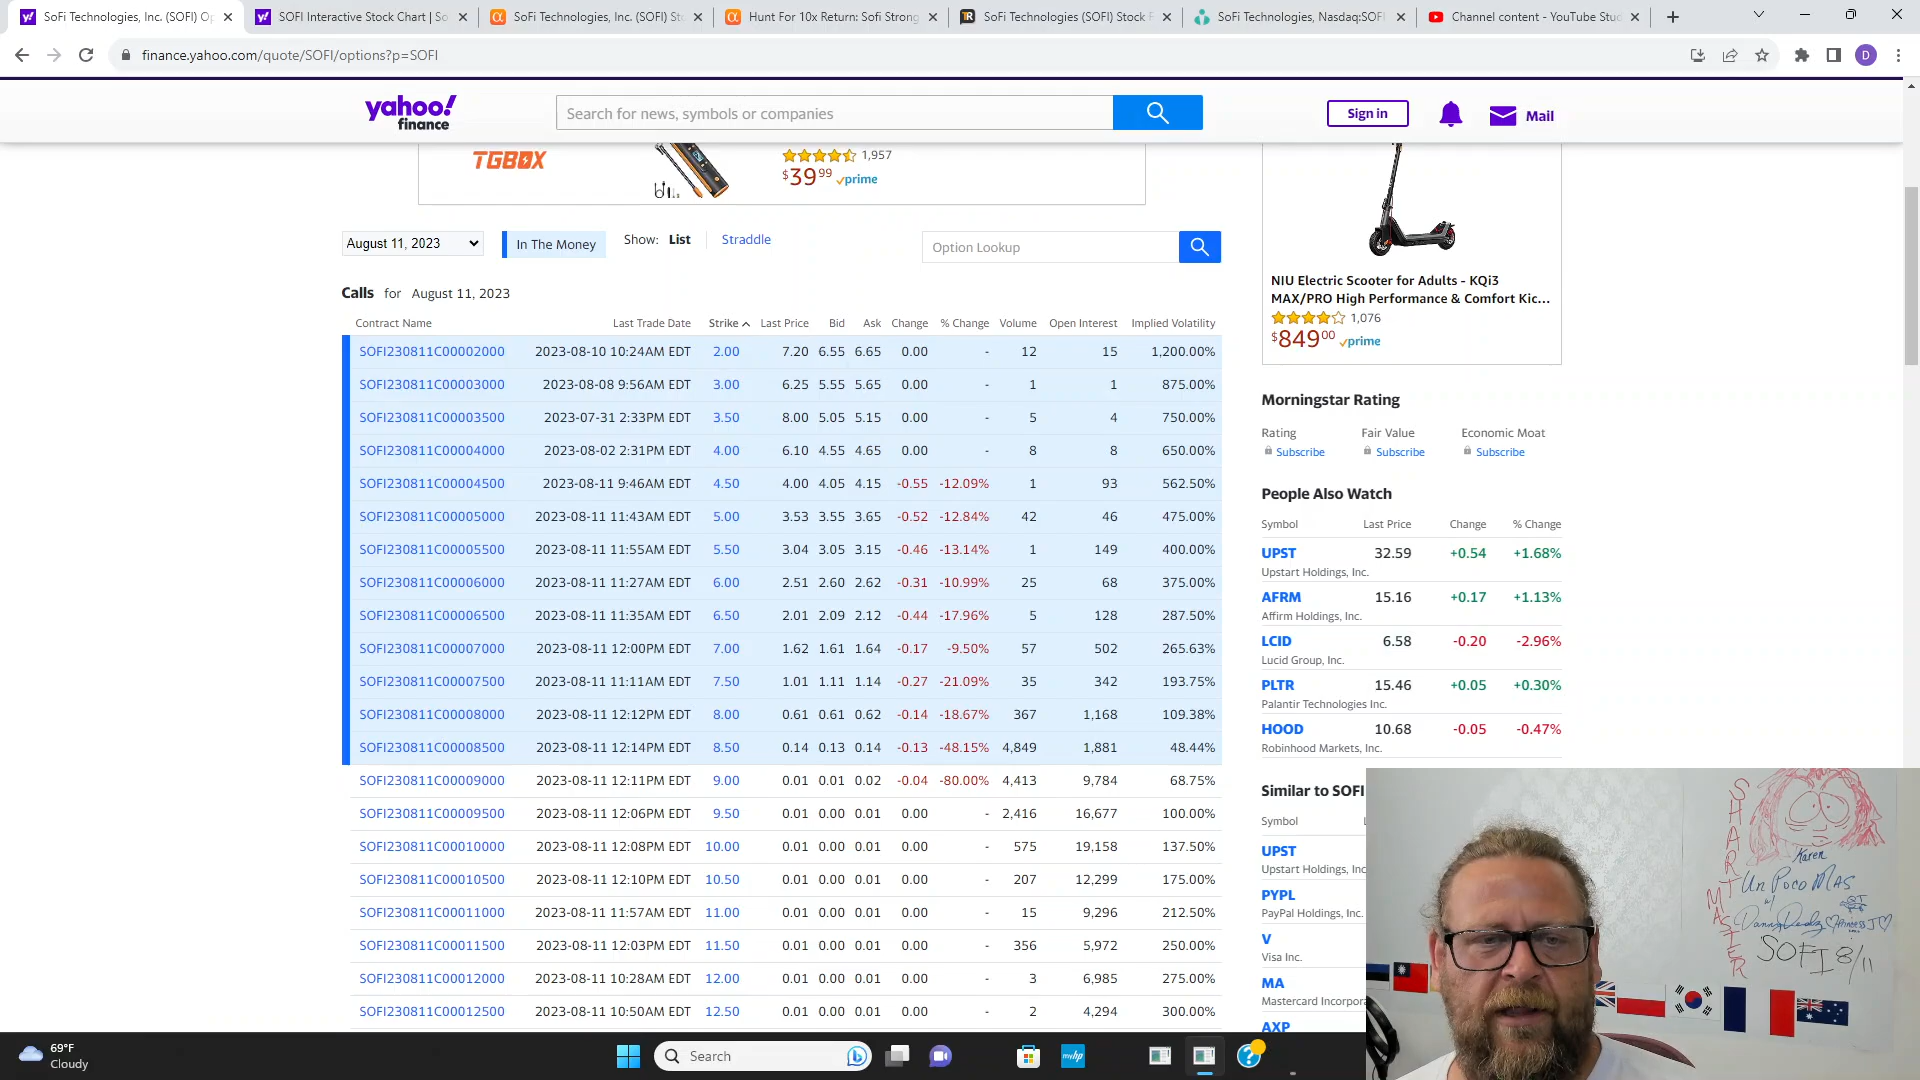 SoFi Technologies, Inc. (SOFI) Op
SOFI Interactive Stock Chart | So
SoFi Technologies, Inc. (SOFI) St
Hunt For 10x Return: Sofi Strong
SoFi Technologies (SOFI) Stock F
SoFi Technologies, Nasdaq:SOFI
Channel content - YouTube Stu
finance.yahoo.com/quote/SOFI/options?p=SOFI
D
yahoo!
finance
Search for news, symbols or companies
Sign in
Mail
TGBOX
1,957
$39⁹⁹ prime
August 11, 2023
In The Money
Show: List Straddle
Option Lookup
Calls for August 11, 2023
Contract Name Last Trade Date Strike Last Price Bid Ask Change % Change Volume Open Interest Implied Volatility
SOFI230811C00002000 2023-08-10 10:24AM EDT 2.00 7.20 6.55 6.65 0.00 - 12 15 1,200.00%
SOFI230811C00003000 2023-08-08 9:56AM EDT 3.00 6.25 5.55 5.65 0.00 - 1 1 875.00%
SOFI230811C00003500 2023-07-31 2:33PM EDT 3.50 8.00 5.05 5.15 0.00 - 5 4 750.00%
SOFI230811C00004000 2023-08-02 2:31PM EDT 4.00 6.10 4.55 4.65 0.00 - 8 8 650.00%
SOFI230811C00004500 2023-08-11 9:46AM EDT 4.50 4.00 4.05 4.15 -0.55 -12.09% 1 93 562.50%
SOFI230811C00005000 2023-08-11 11:43AM EDT 5.00 3.53 3.55 3.65 -0.52 -12.84% 42 46 475.00%
SOFI230811C00005500 2023-08-11 11:55AM EDT 5.50 3.04 3.05 3.15 -0.46 -13.14% 1 149 400.00%
SOFI230811C00006000 2023-08-11 11:27AM EDT 6.00 2.51 2.60 2.62 -0.31 -10.99% 25 68 375.00%
SOFI230811C00006500 2023-08-11 11:35AM EDT 6.50 2.01 2.09 2.12 -0.44 -17.96% 5 128 287.50%
SOFI230811C00007000 2023-08-11 12:00PM EDT 7.00 1.62 1.61 1.64 -0.17 -9.50% 57 502 265.63%
SOFI230811C00007500 2023-08-11 11:11AM EDT 7.50 1.01 1.11 1.14 -0.27 -21.09% 35 342 193.75%
SOFI230811C00008000 2023-08-11 12:12PM EDT 8.00 0.61 0.61 0.62 -0.14 -18.67% 367 1,168 109.38%
SOFI230811C00008500 2023-08-11 12:14PM EDT 8.50 0.14 0.13 0.14 -0.13 -48.15% 4,849 1,881 48.44%
SOFI230811C00009000 2023-08-11 12:11PM EDT 9.00 0.01 0.01 0.02 -0.04 -80.00% 4,413 9,784 68.75%
SOFI230811C00009500 2023-08-11 12:06PM EDT 9.50 0.01 0.00 0.01 0.00 - 2,416 16,677 100.00%
SOFI230811C00010000 2023-08-11 12:08PM EDT 10.00 0.01 0.00 0.01 0.00 - 575 19,158 137.50%
SOFI230811C00010500 2023-08-11 12:10PM EDT 10.50 0.01 0.00 0.01 0.00 - 207 12,299 175.00%
SOFI230811C00011000 2023-08-11 11:57AM EDT 11.00 0.01 0.00 0.01 0.00 - 15 9,296 212.50%
SOFI230811C00011500 2023-08-11 12:03PM EDT 11.50 0.01 0.00 0.01 0.00 - 356 5,972 250.00%
SOFI230811C00012000 2023-08-11 10:28AM EDT 12.00 0.01 0.00 0.01 0.00 - 3 6,985 275.00%
SOFI230811C00012500 2023-08-11 10:50AM EDT 12.50 0.01 0.00 0.01 0.00 - 2 4,294 300.00%
NIU Electric Scooter for Adults - KQi3
MAX/PRO High Performance & Comfort Kic...
1,076
$849⁰⁰ prime
Morningstar Rating
Rating Fair Value Economic Moat
Subscribe Subscribe Subscribe
People Also Watch
Symbol Last Price Change % Change
UPST 32.59 +0.54 +1.68%
Upstart Holdings, Inc.
AFRM 15.16 +0.17 +1.13%
Affirm Holdings, Inc.
LCID 6.58 -0.20 -2.96%
Lucid Group, Inc.
PLTR 15.46 +0.05 +0.30%
Palantir Technologies Inc.
HOOD 10.68 -0.05 -0.47%
Robinhood Markets, Inc.
Similar to SOFI
Symbol
UPST
Upstart Holdings, Inc
PYPL
PayPal Holdings, Inc.
V
Visa Inc.
MA
Mastercard Incorpora
AXP
SHART
MASTER
Karen
Un Poco MAS
w/
SOFI 8/11
69°F
Cloudy
Search
myhp